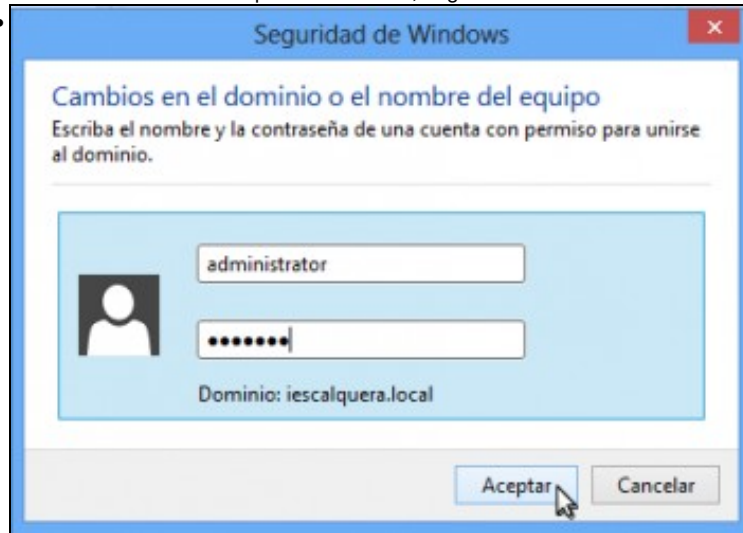 Seguridad de Windows
Cambios en el dominio o el nombre del equipo
Escriba el nombre y la contraseña de una cuenta con permiso para unirse
al dominio.
administrator
•••••••
Dominio: iescalquera.local
Aceptar
Cancelar